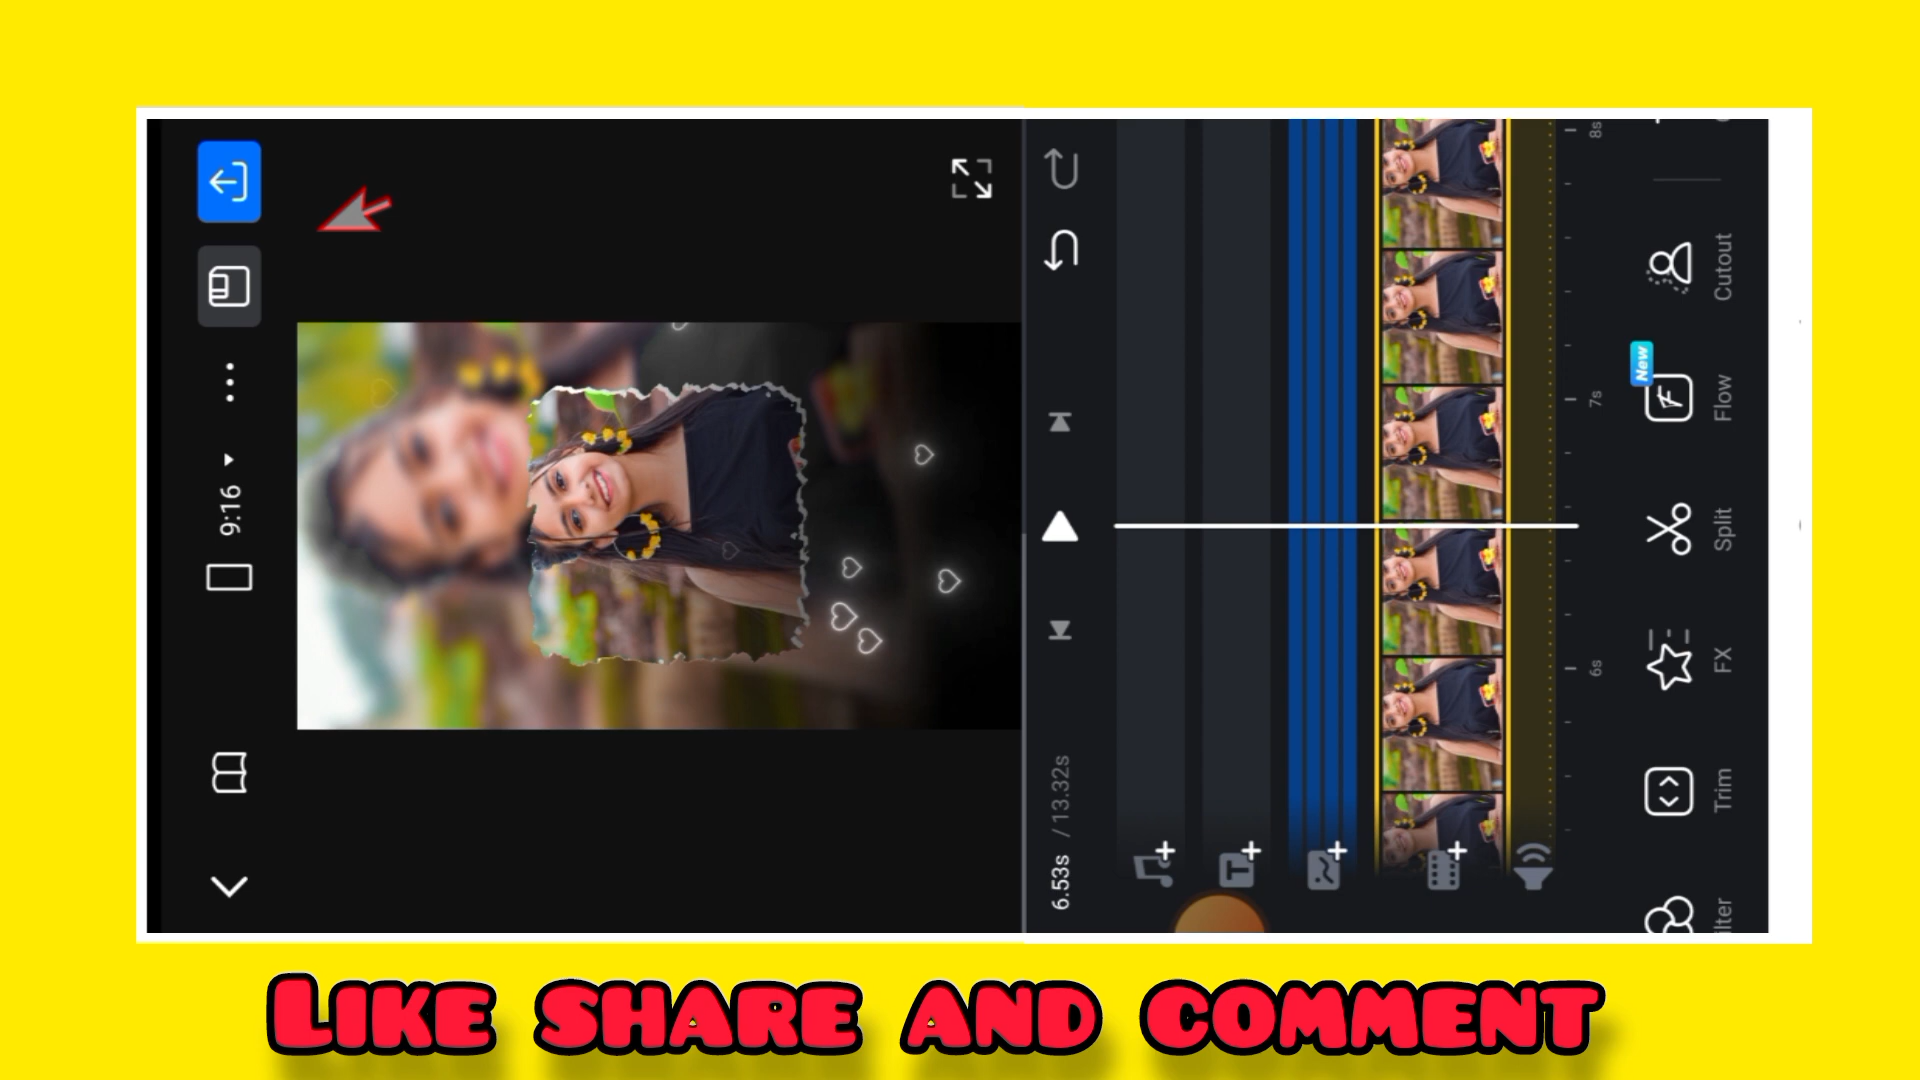 9:16
6.53s / 13.32s
8s
7s
6s
Cutout
New
Flow
Split
FX
Trim
ilter
LIKE SHARE AND COMMENT